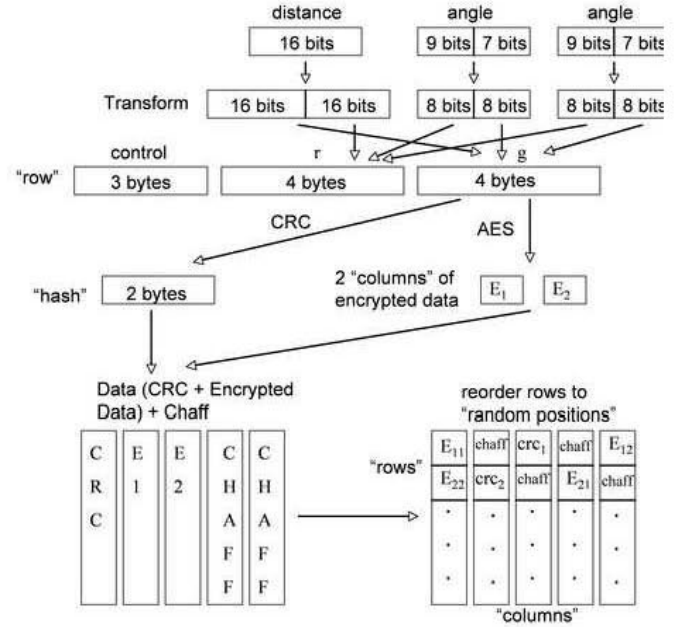 distance angle angle
16 bits 9 bits 7 bits 9 bits 7 bits
Transform 16 bits 16 bits 8 bits 8 bits 8 bits 8 bits
control r g
“row” 3 bytes 4 bytes 4 bytes
CRC AES
“hash” 2 bytes
2 “columns” of
encrypted data
E1 E2
Data (CRC + Encrypted
Data) + Chaff
C E E C C
R 1 2 H H
C A A
F F
F F
reorder rows to
“random positions”
“rows”
E11 chaff crc1 chaff E12
E22 crc2 chaff E21 chaff
“columns”